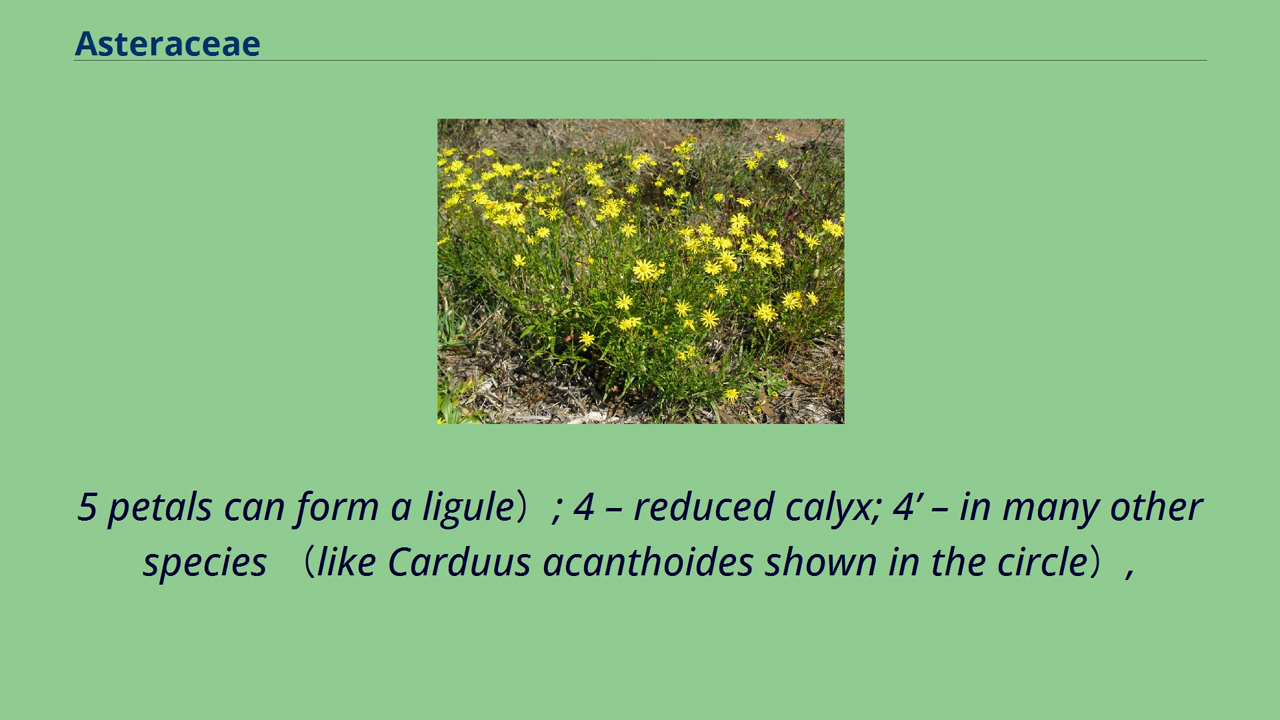 Asteraceae
5 petals can form a ligule）; 4 – reduced calyx; 4’ – in many other
species （like Carduus acanthoides shown in the circle）,